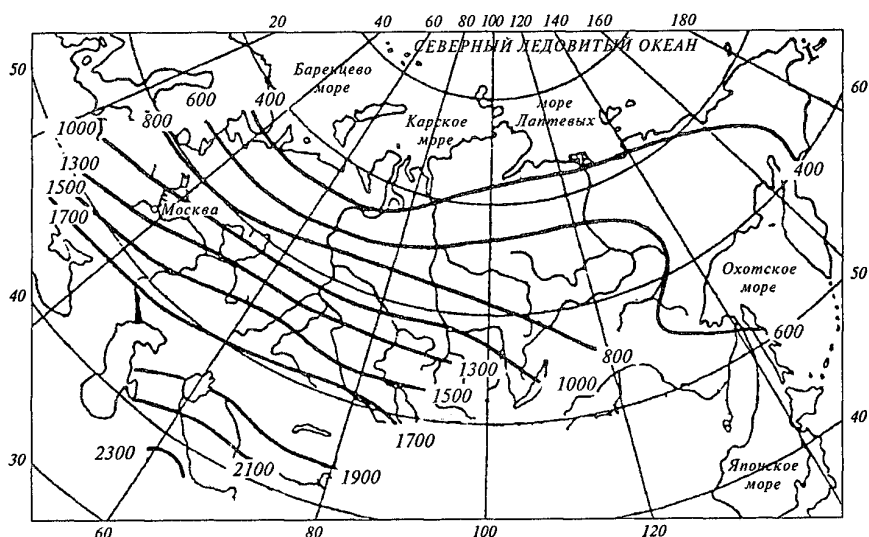 20 40 60 80 100 120 140 160 180
СЕВЕРНЫЙ ЛЕДОВИТЫЙ ОКЕАН
50
Баренцево
море
60
600 400
1000 800
Карское
море
море
Лаптевых
1300
1500
1700
Москва
400
Охотское
море
50
40
600
800
1300
1000
1500
1700
40
30
2300
2100
1900
Японское
море
60 80 100 120